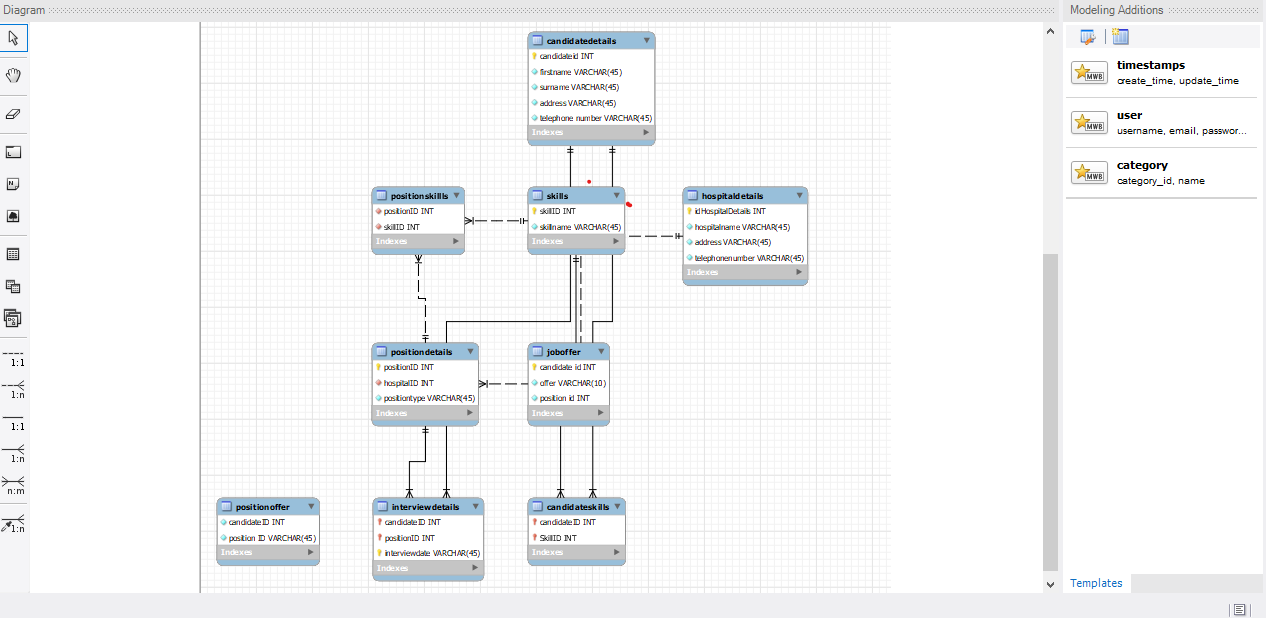 Diagram
Modeling Additions
candidatedetails
candidateid INT
firstname VARCHAR(45)
surname VARCHAR(45)
address VARCHAR(45)
telephone number VARCHAR(45)
Indexes
timestamps
create_time, update_time
user
username, email, passwor...
category
category_id, name
positionskills
positionID INT
skillID INT
Indexes
skills
skillID INT
skillname VARCHAR(45)
Indexes
hospitaldetails
idHospitalDetails INT
hospitalname VARCHAR(45)
address VARCHAR(45)
telephonenumber VARCHAR(45)
Indexes
positiondetails
positionID INT
hospitalID INT
positiontype VARCHAR(45)
Indexes
joboffer
candidate id INT
offer VARCHAR(10)
position id INT
Indexes
positionoffer
candidateID INT
position ID VARCHAR(45)
Indexes
interviewdetails
candidateID INT
positionID INT
interviewdate VARCHAR(45)
Indexes
candidateskills
candidateID INT
SkillID INT
Indexes
1:1
1:n
1:1
1:n
n:m
1:n
MWB
MWB
MWB
Templates